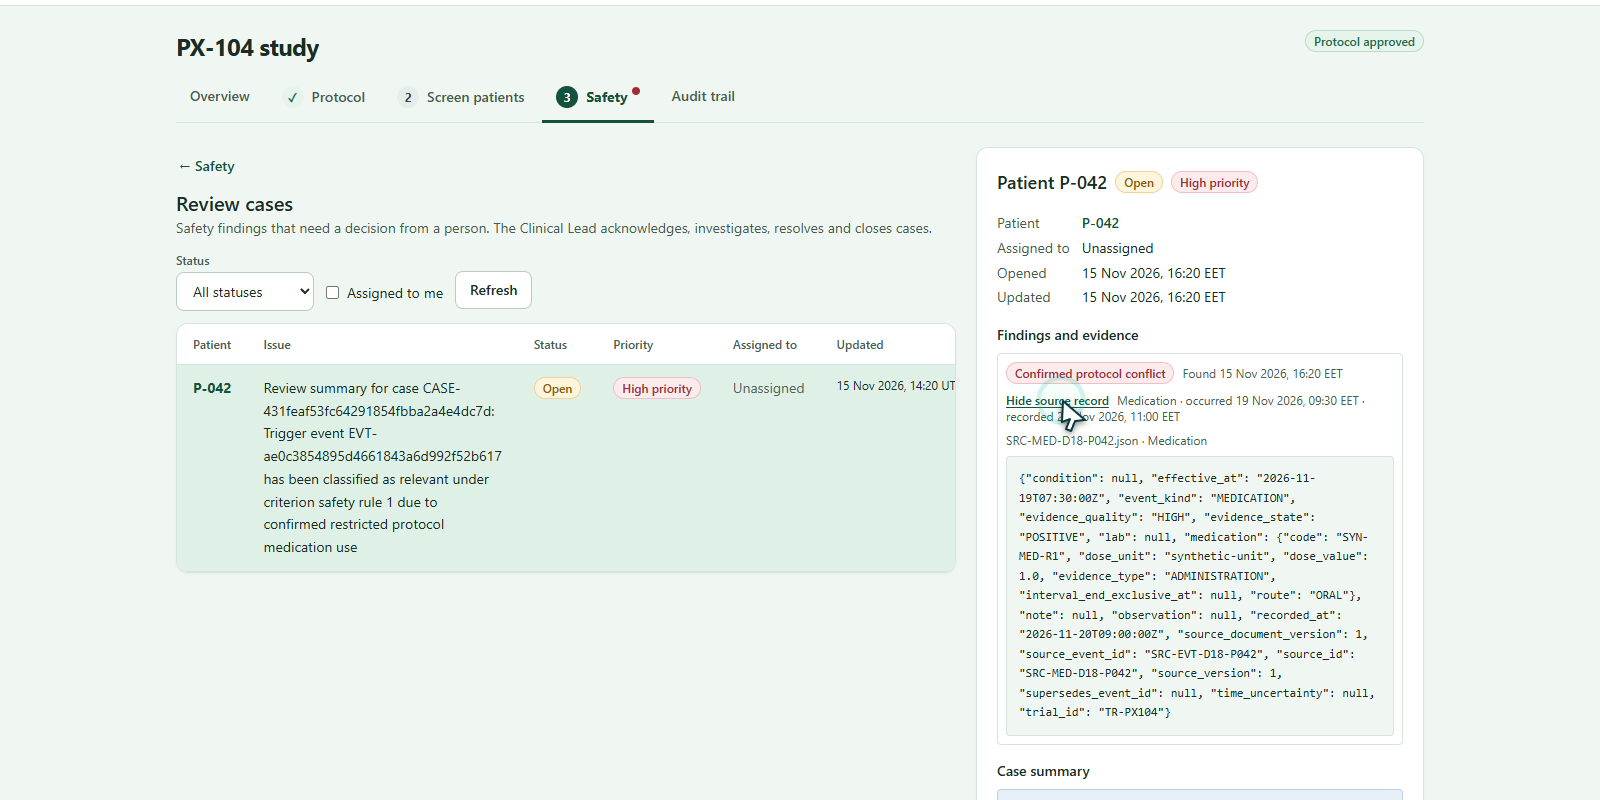 PX-104 study
Protocol approved
Overview
✓ Protocol
2 Screen patients
3 Safety
Audit trail
← Safety
Review cases
Safety findings that need a decision from a person. The Clinical Lead acknowledges, investigates, resolves and closes cases.
Status
All statuses
Assigned to me
Refresh
Patient Issue Status Priority Assigned to Updated
P-042
Review summary for case CASE-
431feaf53fc64291854fbba2a4e4dc7d:
Trigger event EVT-
ae0c3854895d4661843a6d992f52b617
has been classified as relevant under
criterion safety rule 1 due to
confirmed restricted protocol
medication use
Open
High priority
Unassigned
15 Nov 2026, 14:20 UT
Patient P-042 Open High priority
Patient P-042
Assigned to Unassigned
Opened 15 Nov 2026, 16:20 EET
Updated 15 Nov 2026, 16:20 EET
Findings and evidence
Confirmed protocol conflict Found 15 Nov 2026, 16:20 EET
Hide source record Medication · occurred 19 Nov 2026, 09:30 EET ·
recorded Nov 2026, 11:00 EET
SRC-MED-D18-P042.json · Medication
{"condition": null, "effective_at": "2026-11-
19T07:30:00Z", "event_kind": "MEDICATION",
"evidence_quality": "HIGH", "evidence_state":
"POSITIVE", "lab": null, "medication": {"code": "SYN-
MED-R1", "dose_unit": "synthetic-unit", "dose_value":
1.0, "evidence_type": "ADMINISTRATION",
"interval_end_exclusive_at": null, "route": "ORAL"},
"note": null, "observation": null, "recorded_at":
"2026-11-20T09:00:00Z", "source_document_version": 1,
"source_event_id": "SRC-EVT-D18-P042", "source_id":
"SRC-MED-D18-P042", "source_version": 1,
"supersedes_event_id": null, "time_uncertainty": null,
"trial_id": "TR-PX104"}
Case summary